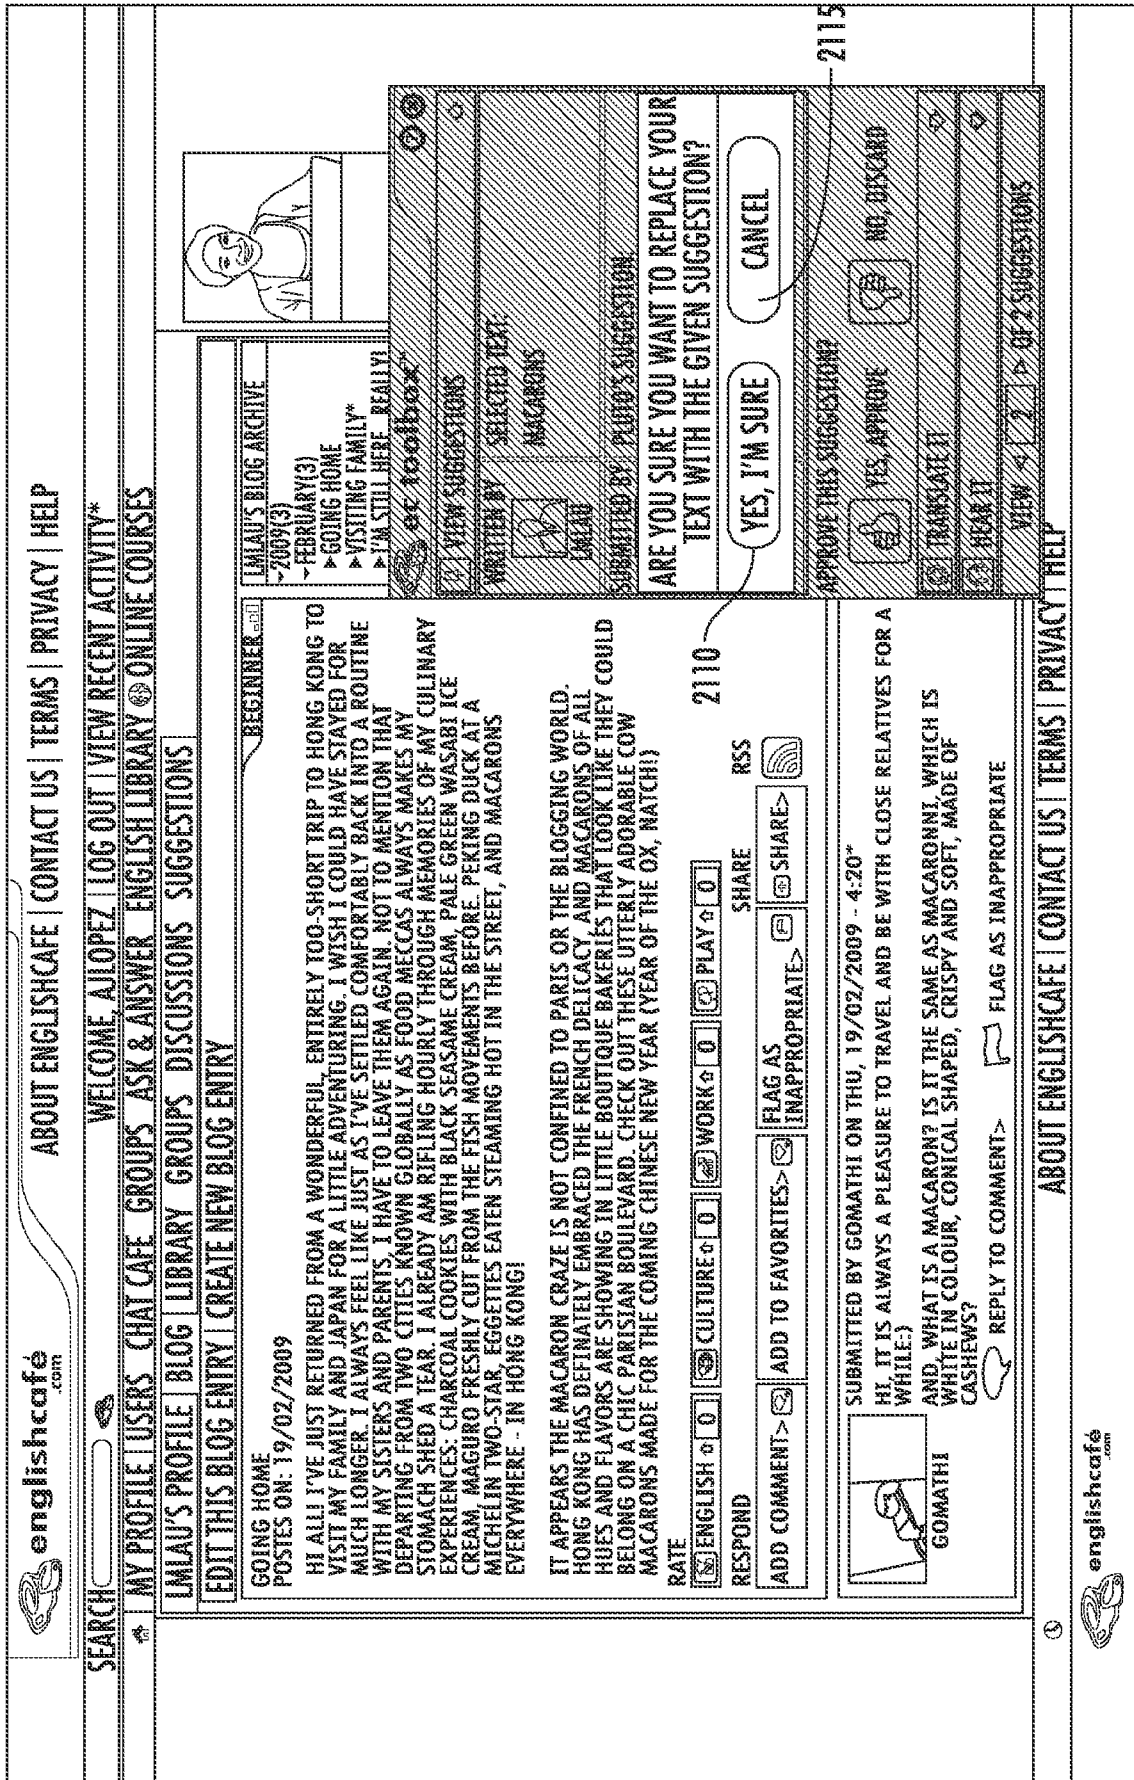 englishcafé
.com
ABOUT ENGLISHCAFE | CONTACT US | TERMS | PRIVACY | HELP
SEARCH
WELCOME, AJLOPEZ | LOG OUT | VIEW RECENT ACTIVITY*
MY PROFILE | USERS CHAT CAFE GROUPS ASK & ANSWER ENGLISH LIBRARY ONLINE COURSES
LMLAU'S PROFILE | BLOG | LIBRARY GROUPS DISCUSSIONS SUGGESTIONS
EDIT THIS BLOG ENTRY | CREATE NEW BLOG ENTRY
BEGINNER
GOING HOME
POSTES ON: 19/02/2009
HI ALL! I'VE JUST RETURNED FROM A WONDERFUL, ENTIRELY TOO-SHORT TRIP TO HONG KONG TO
VISIT MY FAMILY AND JAPAN FOR A LITTLE ADVENTURING. I WISH I COULD HAVE STAYED FOR
MUCH LONGER. I ALWAYS FEEL LIKE JUST AS I'VE SETTLED COMFORTABLY BACK INTO A ROUTINE
WITH MY SISTERS AND PARENTS, I HAVE TO LEAVE THEM AGAIN. NOT TO MENTION THAT
DEPARTING FROM TWO CITIES KNOWN GLOBALLY AS FOOD MECCAS ALWAYS MAKES MY
STOMACH SHED A TEAR. I ALREADY AM RIFLING HOURLY THROUGH MEMORIES OF MY CULINARY
EXPERIENCES: CHARCOAL COOKIES WITH BLACK SEASAME CREAM, PALE GREEN WASABI ICE
CREAM, MAGURO FRESHLY CUT FROM THE FISH MOVEMENTS BEFORE, PEKING DUCK AT A
MICHELIN TWO-STAR, EGGETTES EATEN STEAMING HOT IN THE STREET, AND MACARONS
EVERYWHERE - IN HONG KONG!
IT APPEARS THE MACARON CRAZE IS NOT CONFINED TO PARIS OR THE BLOGGING WORLD.
HONG KONG HAS DEFINATELY EMBRACED THE FRENCH DELICACY, AND MACARONS OF ALL
HUES AND FLAVORS ARE SHOWING IN LITTLE BOUTIQUE BAKERIES THAT LOOK LIKE THEY COULD
BELONG ON A CHIC PARISIAN BOULEVARD. CHECK OUT THESE UTTERLY ADORABLE COW
MACARONS MADE FOR THE COMING CHINESE NEW YEAR (YEAR OF THE OX, NATCH!)
RATE
ENGLISH 0 CULTURE 0 WORK 0 PLAY 0
RESPOND SHARE RSS
ADD COMMENT> ADD TO FAVORITES> FLAG AS INAPPROPRIATE> SHARE>
SUBMITTED BY GOMATHI ON THU, 19/02/2009 - 4:20*
HI, IT IS ALWAYS A PLEASURE TO TRAVEL AND BE WITH CLOSE RELATIVES FOR A
WHILE:)
AND, WHAT IS A MACARON? IS IT THE SAME AS MACARONNI, WHICH IS
WHITE IN COLOUR, CONICAL SHAPED, CRISPY AND SOFT, MADE OF
CASHEWS?
GOMATHI
REPLY TO COMMENT> FLAG AS INAPPROPRIATE
LMLAU'S BLOG ARCHIVE
2009(3)
FEBRUARY(3)
GOING HOME
VISITING FAMILY*
I'M STILL HERE...REALLY!
ec toolbox™
VIEW SUGGESTIONS
WRITTEN BY SELECTED TEXT:
MACARONS
LMLAU
SUBMITTED BY: PLUTO'S SUGGESTION.
ARE YOU SURE YOU WANT TO REPLACE YOUR
TEXT WITH THE GIVEN SUGGESTION?
YES, I'M SURE CANCEL
2110
2115
APPROVE THIS SUGGESTION?
YES, APPROVE NO, DISCARD
TRANSLATE IT
HEAR IT
VIEW 2 OF 2 SUGGESTIONS
ABOUT ENGLISHCAFE | CONTACT US | TERMS | PRIVACY | HELP
englishcafé
.com